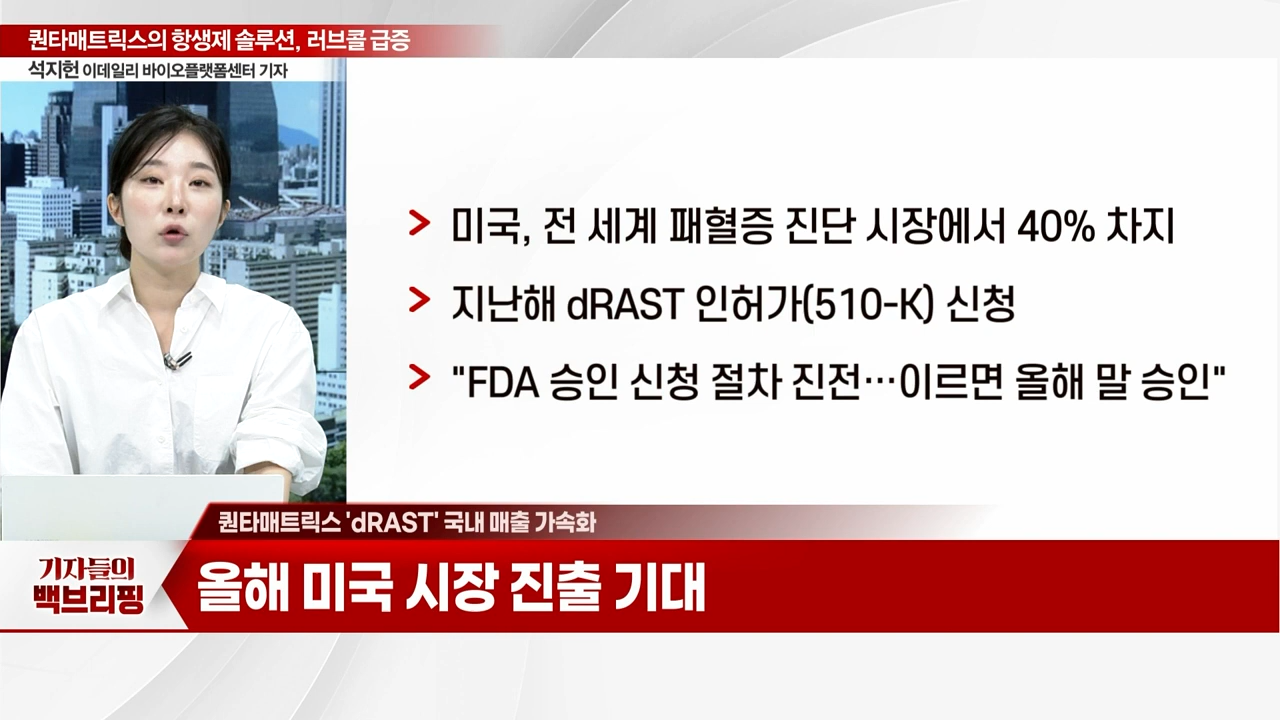 퀀타매트릭스의 항생제 솔루션, 러브콜 급증
석지헌 이데일리 바이오플랫폼센터 기자
> 미국, 전 세계 패혈증 진단 시장에서 40% 차지
> 지난해 dRAST 인허가(510-K) 신청
> "FDA 승인 신청 절차 진전…이르면 올해 말 승인"
퀀타매트릭스 'dRAST' 국내 매출 가속화
기자들의
백브리핑
올해 미국 시장 진출 기대